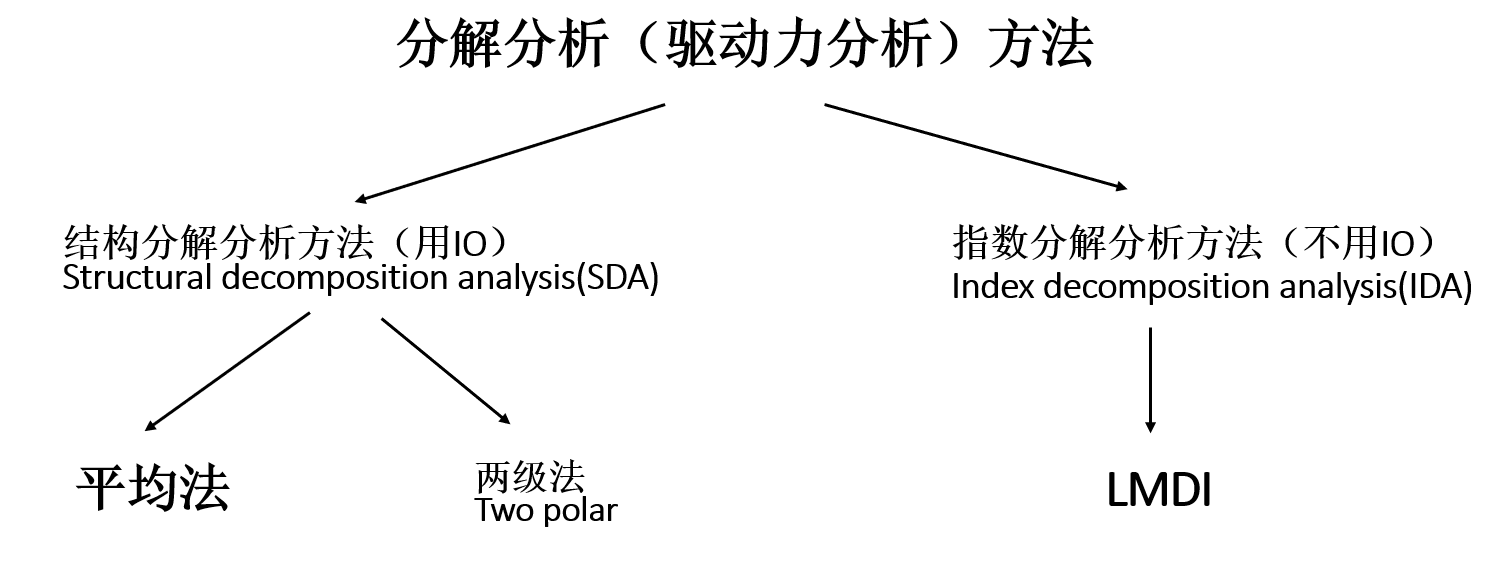 分解分析（驱动力分析）方法
结构分解分析方法（用IO）
Structural decomposition analysis(SDA)
指数分解分析方法（不用IO）
Index decomposition analysis(IDA)
平均法
两级法
Two polar
LMDI